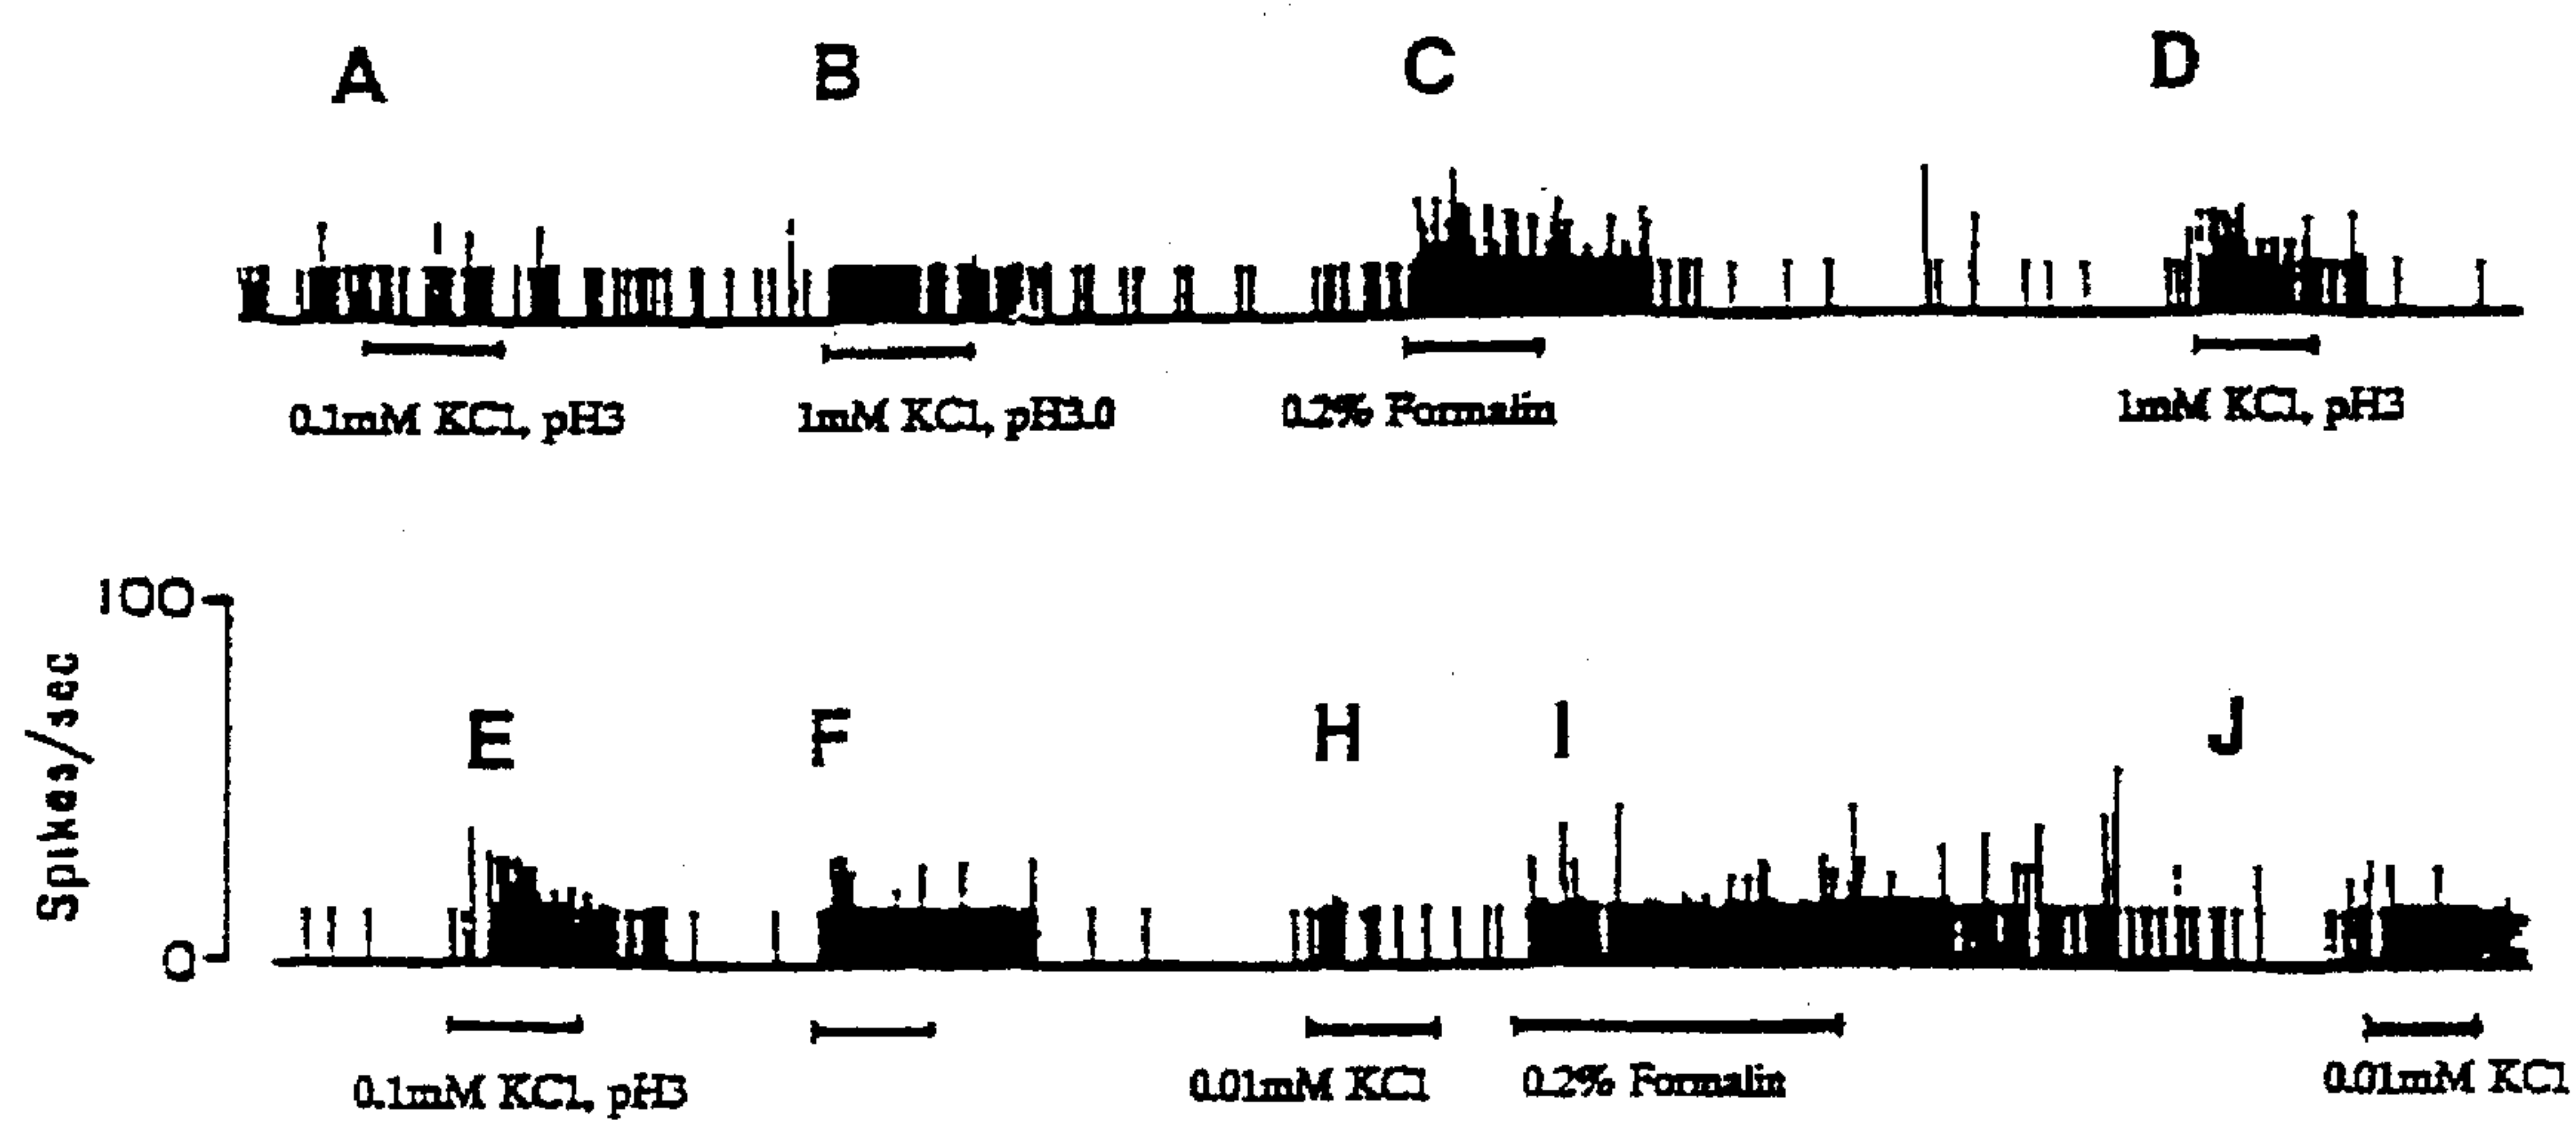 A B C D
0.1mM KCl, pH3 1mM KCl, pH3.0 0.2% Formalin 1mM KCl, pH3
100
Spikes/sec
E F H I J
0
0.1mM KCl, pH3 0.01mM KCl 0.2% Formalin 0.01mM KCl